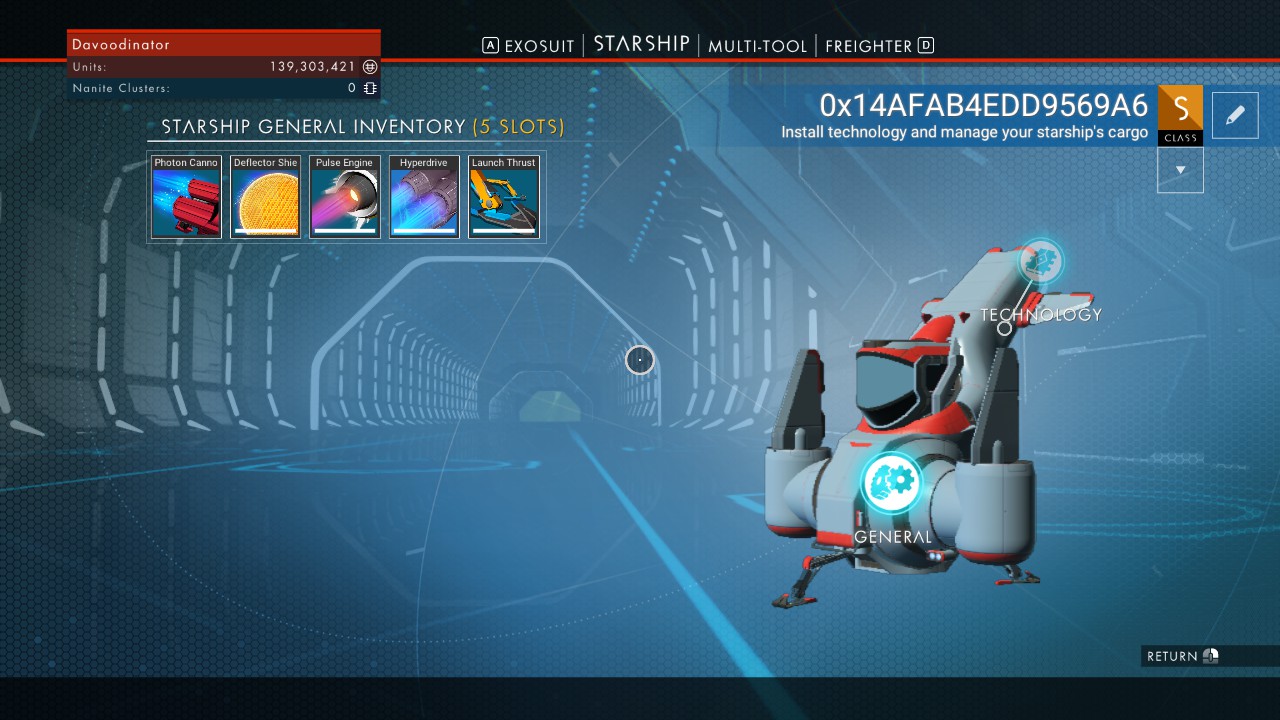 Davoodinator
Units: 139,303,421
Nanite Clusters: 0
A EXOSUIT STARSHIP MULTI-TOOL FREIGHTER D
STARSHIP GENERAL INVENTORY (5 SLOTS)
0x14AFAB4EDD9569A6
Install technology and manage your starship's cargo
S
CLASS
Photon Canno Deflector Shie Pulse Engine Hyperdrive Launch Thrust
TECHNOLOGY
GENERAL
RETURN